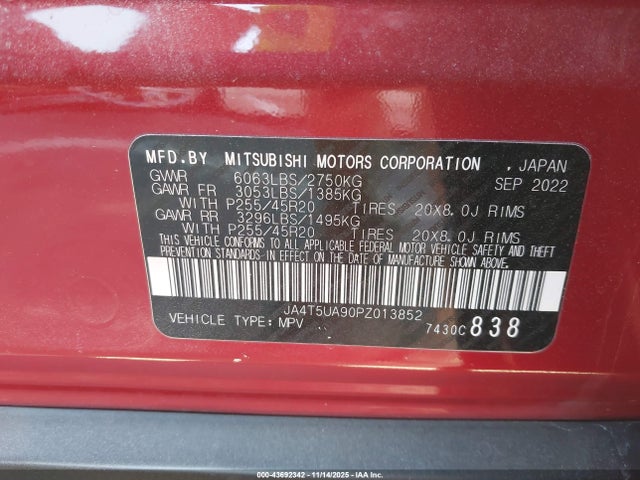 MFD.BY MITSUBISHI MOTORS CORPORATION , JAPAN
GVWR 6063LBS/2750KG SEP 2022
GAWR FR 3053LBS/1385KG
WITH P255/45R20 TIRES 20X8.0J RIMS
GAWR RR 3296LBS/1495KG
WITH P255/45R20 TIRES 20X8.0J RIMS
THIS VEHICLE CONFORMS TO ALL APPLICABLE FEDERAL MOTOR VEHICLE SAFETY AND THEFT
PREVENTION STANDARDS IN EFFECT ON THE DATE OF MANUFACTURE SHOWN ABOVE.
JA4T5UA90PZ013852
VEHICLE TYPE: MPV 7430C 838
000-43692342 - 11/14/2025 - IAA Inc.